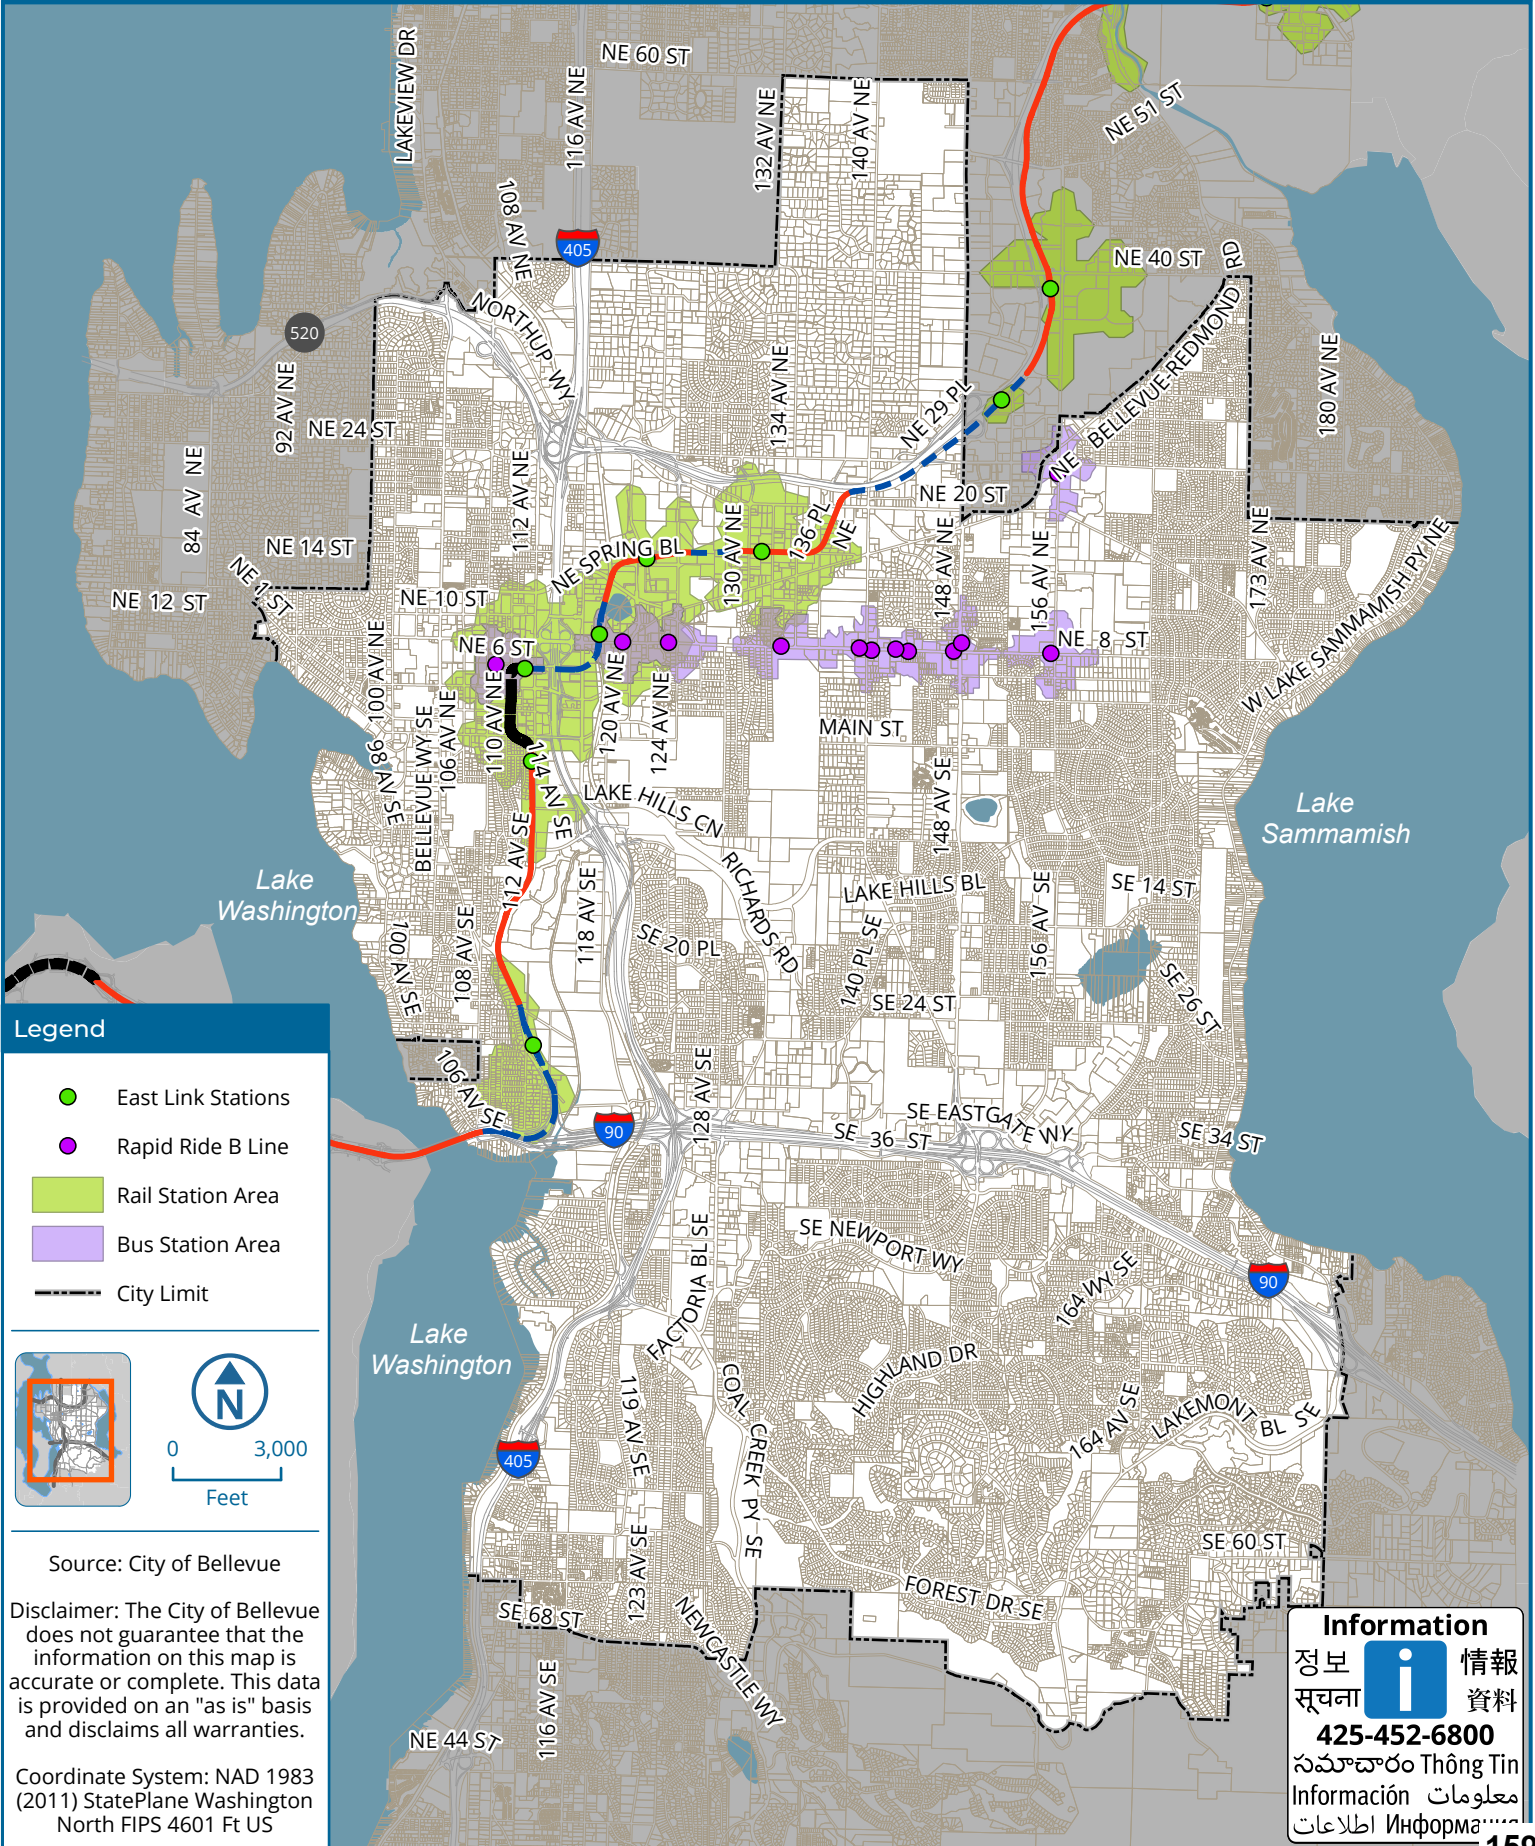 NE 60 ST
LAKEVIEW DR
116 AV NE
132 AV NE
140 AV NE
NE 51 ST
108 AV NE
405
NE 40 ST
NORTHUP WY
520
NE BELLEVUE-REDMOND RD
92 AV NE
134 AV NE
180 AV NE
NE 24 ST
NE 29 PL
84 AV NE
112 AV NE
NE 20 ST
NE 14 ST
NE SPRING BL
130 AV NE
136 PL NE
148 AV NE
156 AV NE
173 AV NE
W LAKE SAMMAMISH PY NE
NE 1 ST
NE 12 ST
NE 10 ST
NE 6 ST
NE 8 ST
100 AV NE
110 AV NE
120 AV NE
124 AV NE
MAIN ST
BELLEVUE WY SE
106 AV NE
98 AV SE
114 AV SE
LAKE HILLS CN
148 AV SE
Lake
Sammamish
112 AV SE
RICHARDS RD
LAKE HILLS BL
SE 14 ST
Lake
Washington
118 AV SE
100 AV SE
108 AV SE
SE 20 PL
140 PL SE
156 AV SE
SE 24 ST
SE 26 ST
106 AV SE
128 AV SE
90
SE EASTGATE WY
SE 36 ST
SE 34 ST
SE NEWPORT WY
FACTORIA BL SE
164 WY SE
90
Lake
Washington
HIGHLAND DR
119 AV SE
COAL CREEK PY SE
164 AV SE
LAKEMONT BL SE
405
123 AV SE
SE 60 ST
FOREST DR SE
SE 68 ST
NEWCASTLE WY
116 AV SE
NE 44 ST
Legend
East Link Stations
Rapid Ride B Line
Rail Station Area
Bus Station Area
City Limit
N
0 3,000
Feet
Source: City of Bellevue
Disclaimer: The City of Bellevue
does not guarantee that the
information on this map is
accurate or complete. This data
is provided on an "as is" basis
and disclaims all warranties.
Coordinate System: NAD 1983
(2011) StatePlane Washington
North FIPS 4601 Ft US
Information
정보 i 情報
सूचना 資料
425-452-6800
సమాచారం Thông Tin
Información معلومات
اطلاعات